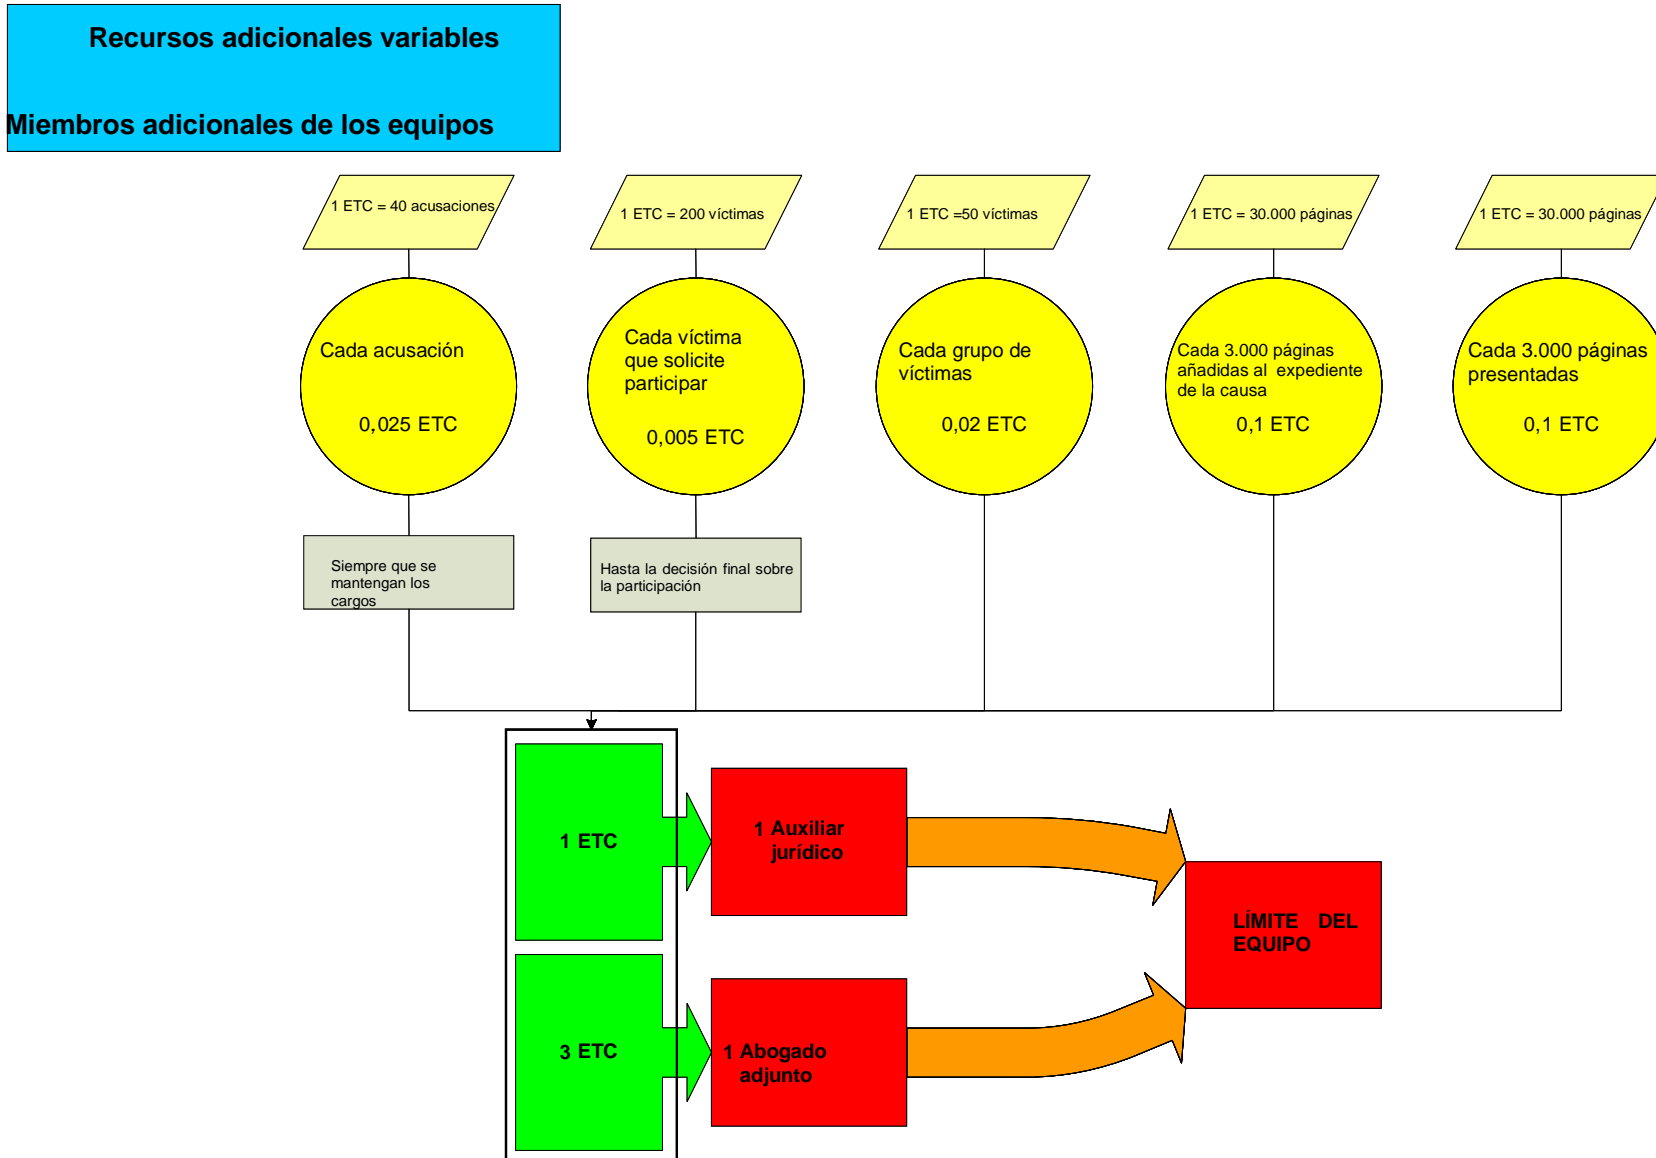 Recursos adicionales variables
Miembros adicionales de los equipos
1 ETC = 40 acusaciones
1 ETC = 200 víctimas
1 ETC =50 víctimas
1 ETC = 30.000 páginas
1 ETC = 30.000 páginas
Cada acusación
0,025 ETC
Cada víctima
que solicite
participar
0,005 ETC
Cada grupo de
víctimas
0,02 ETC
Cada 3.000 páginas
añadidas al expediente
de la causa
0,1 ETC
Cada 3.000 páginas
presentadas
0,1 ETC
Siempre que se
mantengan los
cargos
Hasta la decisión final sobre
la participación
1 ETC
1 Auxiliar
jurídico
LÍMITE DEL
EQUIPO
3 ETC
1 Abogado
adjunto